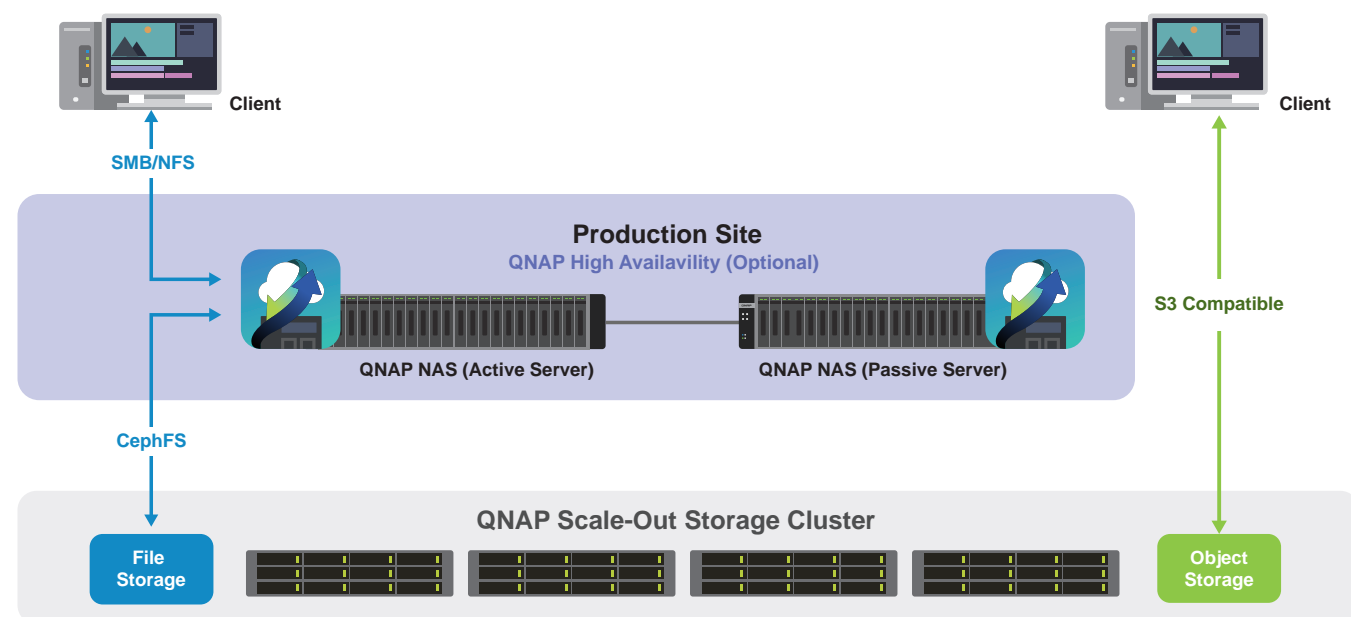 Client
Client
SMB/NFS
Production Site
QNAP High Availavility (Optional)
S3 Compatible
QNAP NAS (Active Server)
QNAP NAS (Passive Server)
CephFS
QNAP Scale-Out Storage Cluster
File
Storage
Object
Storage